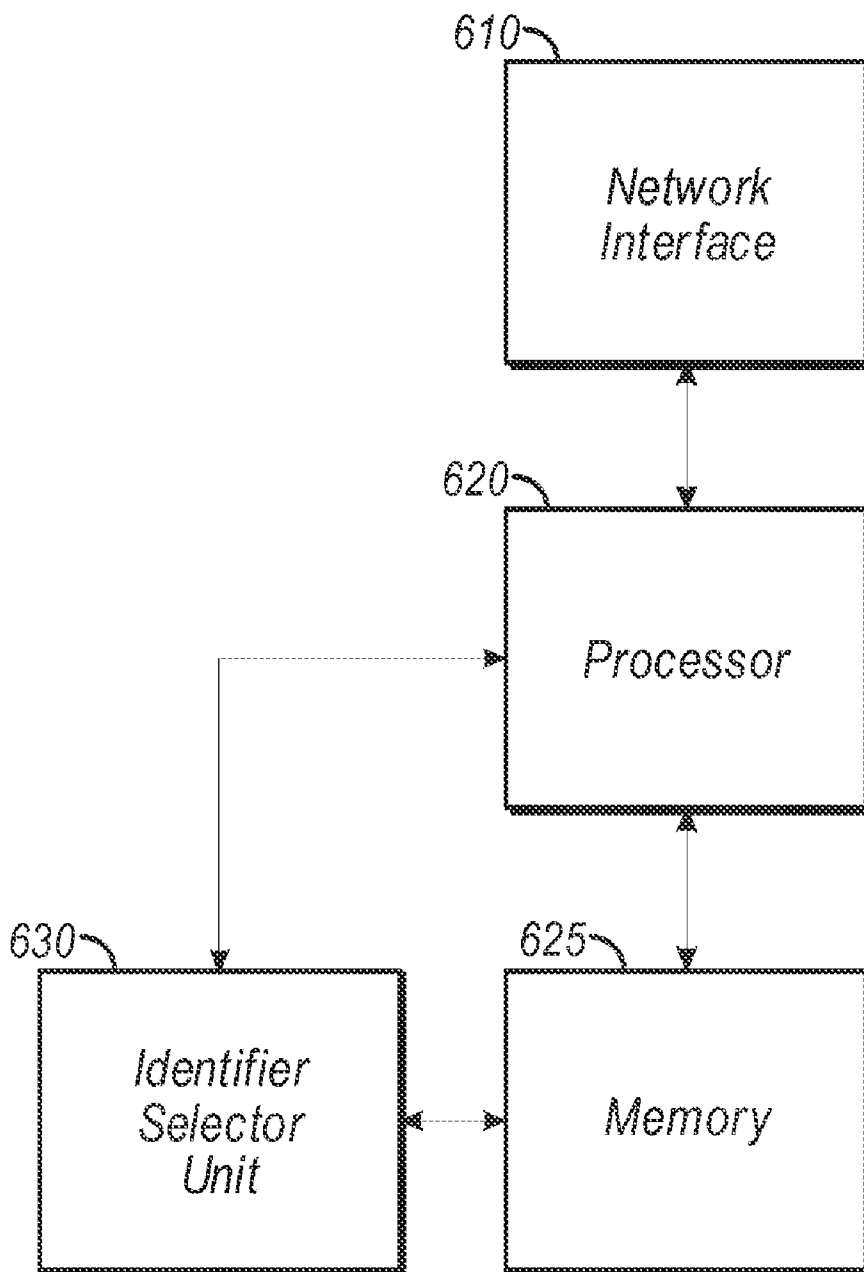 610
Network
Interface
620
Processor
630
Identifier
Selector
Unit
625
Memory